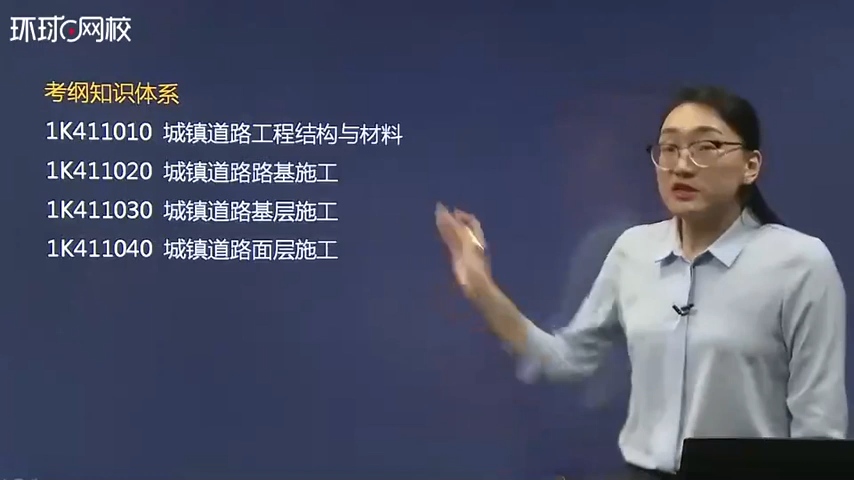 环球网校
考纲知识体系
1K411010 城镇道路工程结构与材料
1K411020 城镇道路路基施工
1K411030 城镇道路基层施工
1K411040 城镇道路面层施工